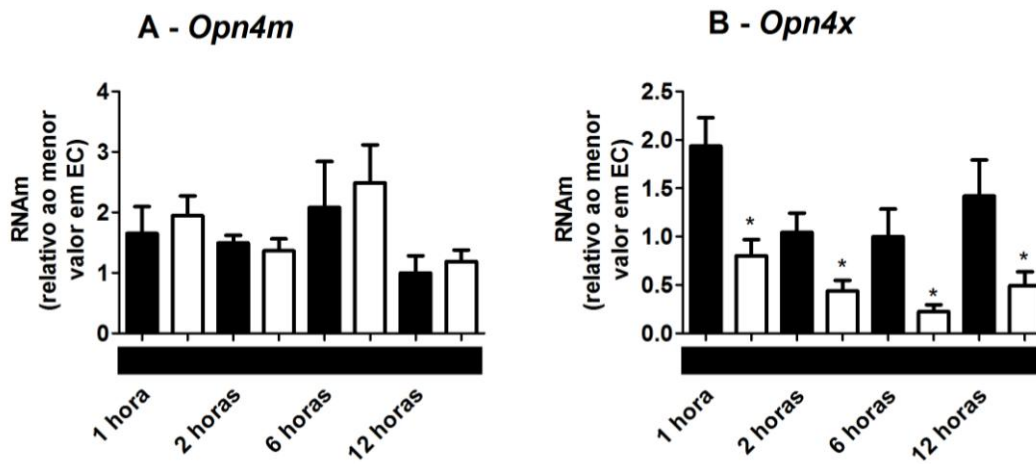 A - Opn4m
RNAm
(relativo ao menor
valor em EC)
4
3
2
1
0
1 hora
2 horas
6 horas
12 horas
B - Opn4x
RNAm
(relativo ao menor
valor em EC)
2.5
2.0
1.5
1.0
0.5
0.0
*
*
*
*
1 hora
2 horas
6 horas
12 horas